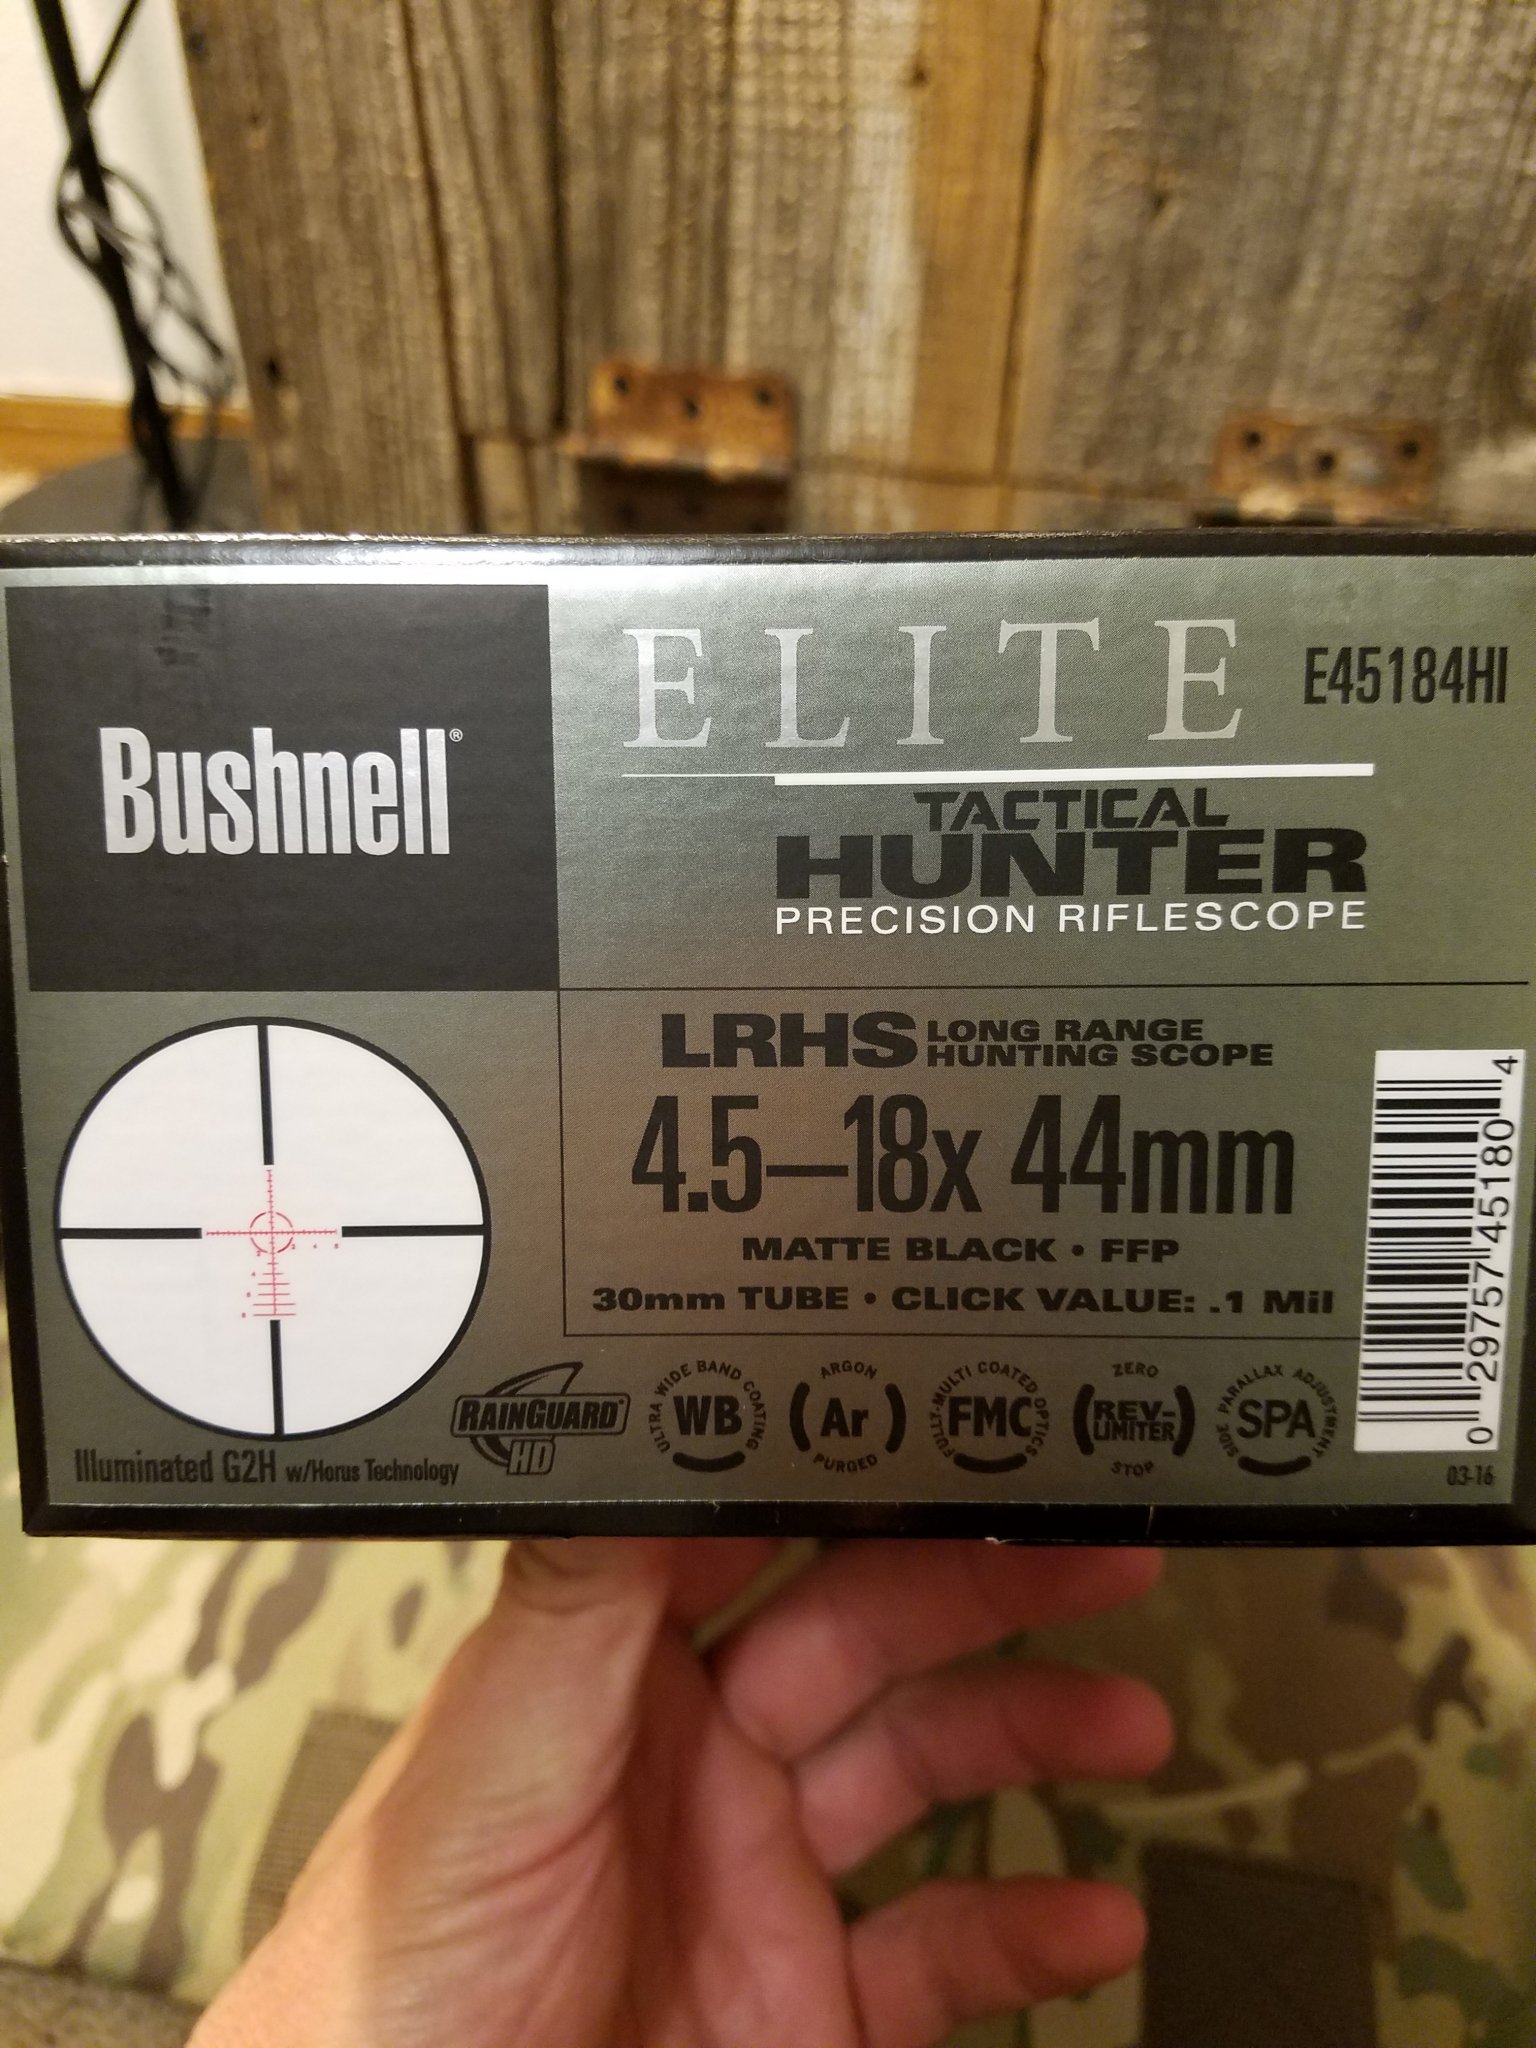 Bushnell®
ELITE
E45184HI
TACTICAL
HUNTER
PRECISION RIFLESCOPE
LRHS LONG RANGE
HUNTING SCOPE
4.5–18x 44mm
MATTE BLACK • FFP
30mm TUBE • CLICK VALUE: .1 Mil
Illuminated G2H w/Horus Technology
RAINGUARD®
HD
ULTRA WIDE BAND COATING
WB
ARGON
Ar
PURGED
FULLY-MULTI COATED OPTICS
FMC
ZERO
REV-
LIMITER
STOP
SIDE PARALLAX ADJUSTMENT
SPA
0 29757 45180 4
03-16